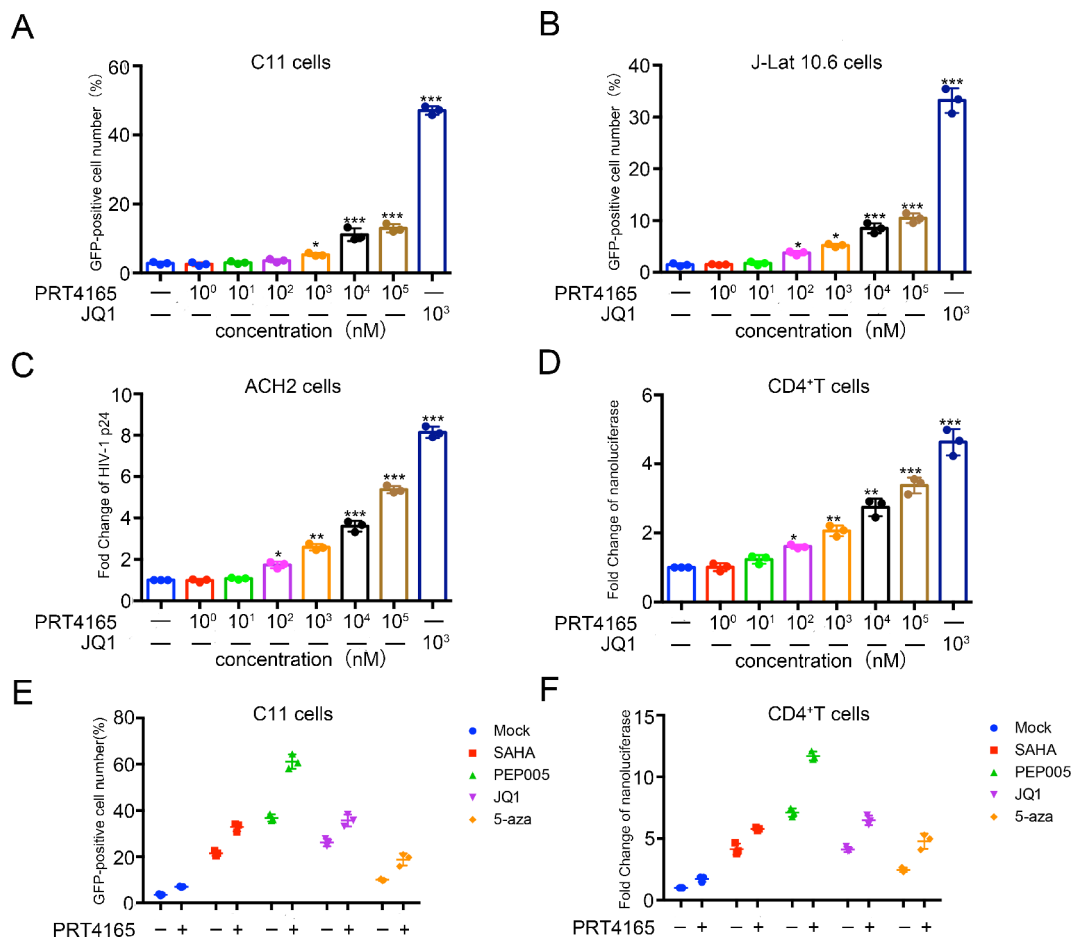 A
C11 cells
GFP-positive cell number (%)
60
40
20
0
*
***
***
***
PRT4165 — 10⁰ 10¹ 10² 10³ 10⁴ 10⁵ —
JQ1 — — — — — — — 10³
concentration (nM)
B
J-Lat 10.6 cells
GFP-positive cell number (%)
40
30
20
10
0
*
*
***
***
***
PRT4165 — 10⁰ 10¹ 10² 10³ 10⁴ 10⁵ —
JQ1 — — — — — — — 10³
concentration (nM)
C
ACH2 cells
Fold Change of HIV-1 p24
10
8
6
4
2
0
*
**
***
***
***
PRT4165 — 10⁰ 10¹ 10² 10³ 10⁴ 10⁵ —
JQ1 — — — — — — — 10³
concentration (nM)
D
CD4⁺T cells
Fold Change of nanoluciferase
6
4
2
0
*
**
**
***
***
PRT4165 — 10⁰ 10¹ 10² 10³ 10⁴ 10⁵ —
JQ1 — — — — — — — 10³
concentration (nM)
E
C11 cells
GFP-positive cell number(%)
80
60
40
20
0
Mock
SAHA
PEP005
JQ1
5-aza
PRT4165 – + – + – + – + – +
F
CD4⁺T cells
Fold Change of nanoluciferase
15
10
5
0
Mock
SAHA
PEP005
JQ1
5-aza
PRT4165 – + – + – + – + – +